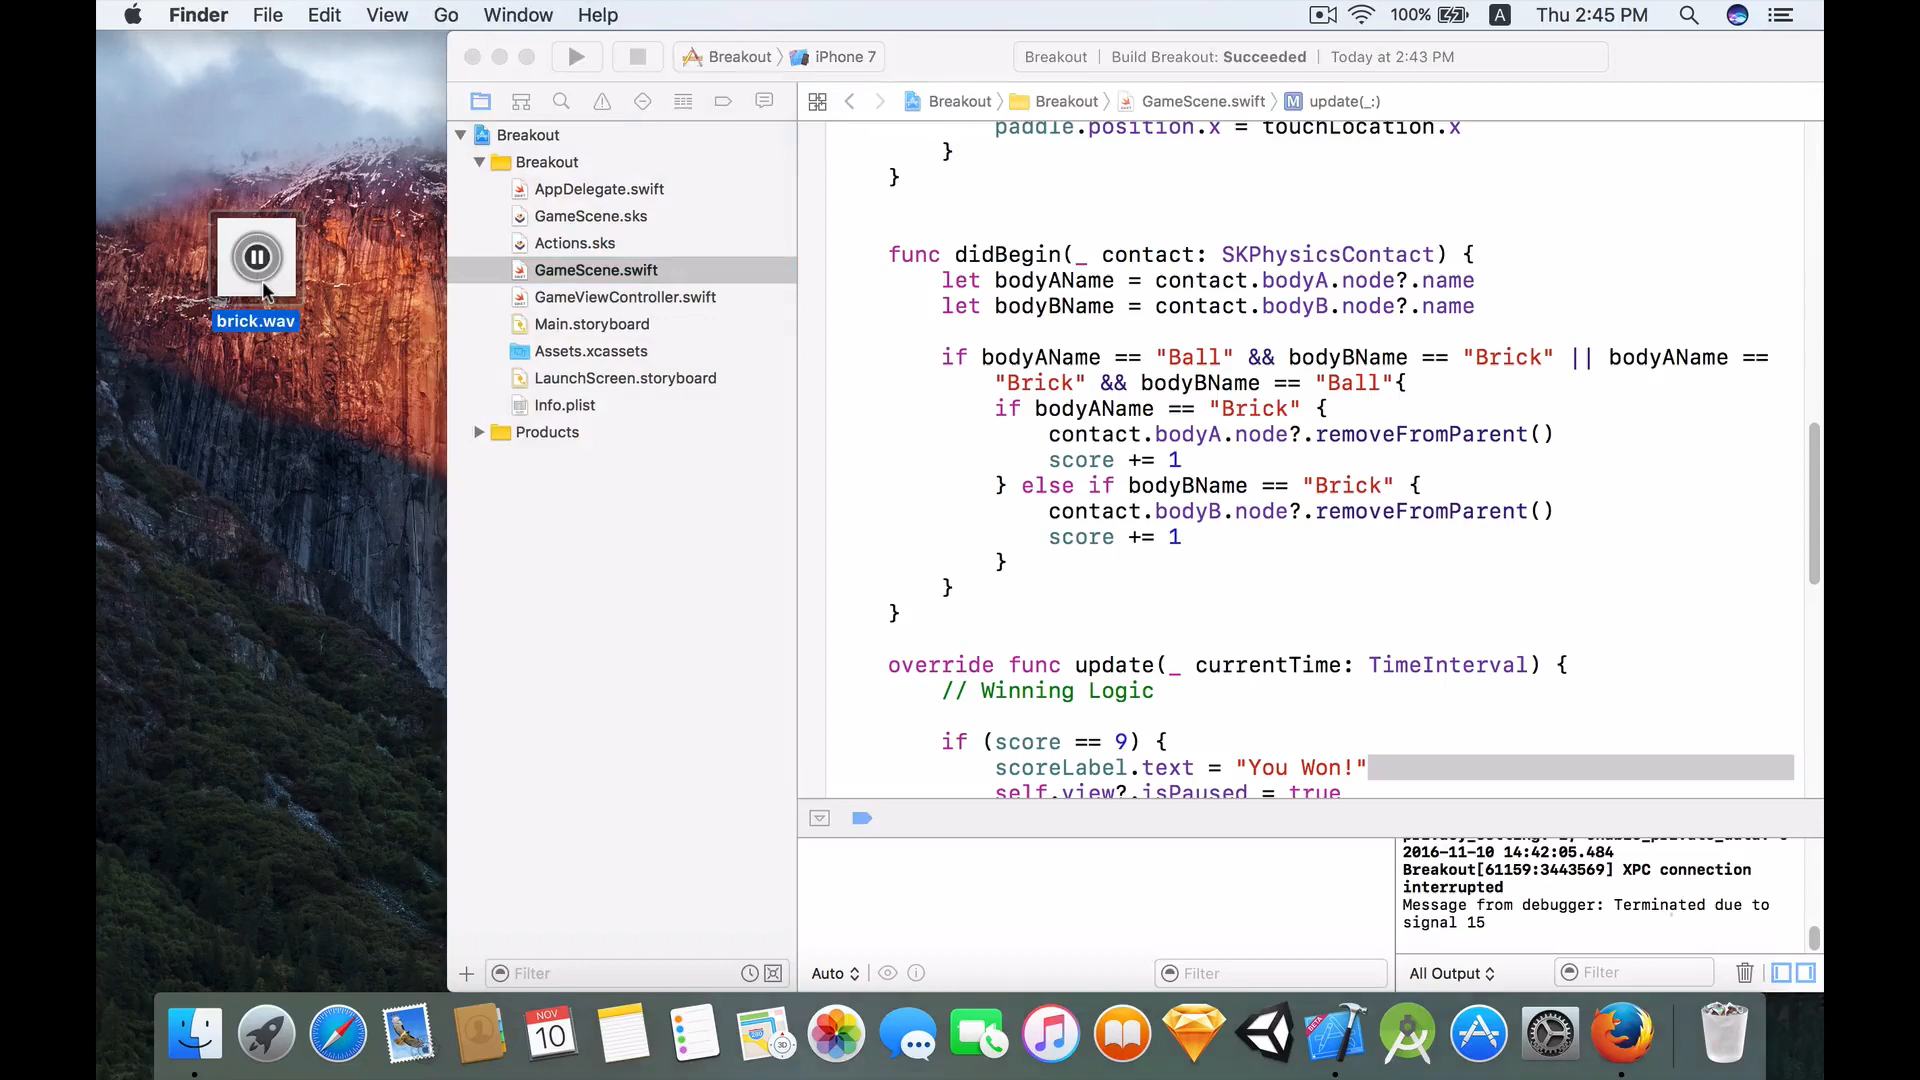 Finder File Edit View Go Window Help
100% A Thu 2:45 PM
Breakout iPhone 7
Breakout Build Breakout: Succeeded Today at 2:43 PM
Breakout Breakout GameScene.swift M update(_:)
brick.wav
Breakout
Breakout
AppDelegate.swift
GameScene.sks
Actions.sks
GameScene.swift
GameViewController.swift
Main.storyboard
Assets.xcassets
LaunchScreen.storyboard
Info.plist
Products
paddle.position.x = touchLocation.x
}
}
func didBegin(_ contact: SKPhysicsContact) {
let bodyAName = contact.bodyA.node?.name
let bodyBName = contact.bodyB.node?.name
if bodyAName == "Ball" && bodyBName == "Brick" || bodyAName ==
"Brick" && bodyBName == "Ball"{
if bodyAName == "Brick" {
contact.bodyA.node?.removeFromParent()
score += 1
} else if bodyBName == "Brick" {
contact.bodyB.node?.removeFromParent()
score += 1
}
}
}
override func update(_ currentTime: TimeInterval) {
// Winning Logic
if (score == 9) {
scoreLabel.text = "You Won!"
self.view?.isPaused = true
2016-11-10 14:42:05.484
Breakout[61159:3443569] XPC connection
interrupted
Message from debugger: Terminated due to
signal 15
Filter
Auto
Filter
All Output
Filter
NOV
10
280
3D
BETA